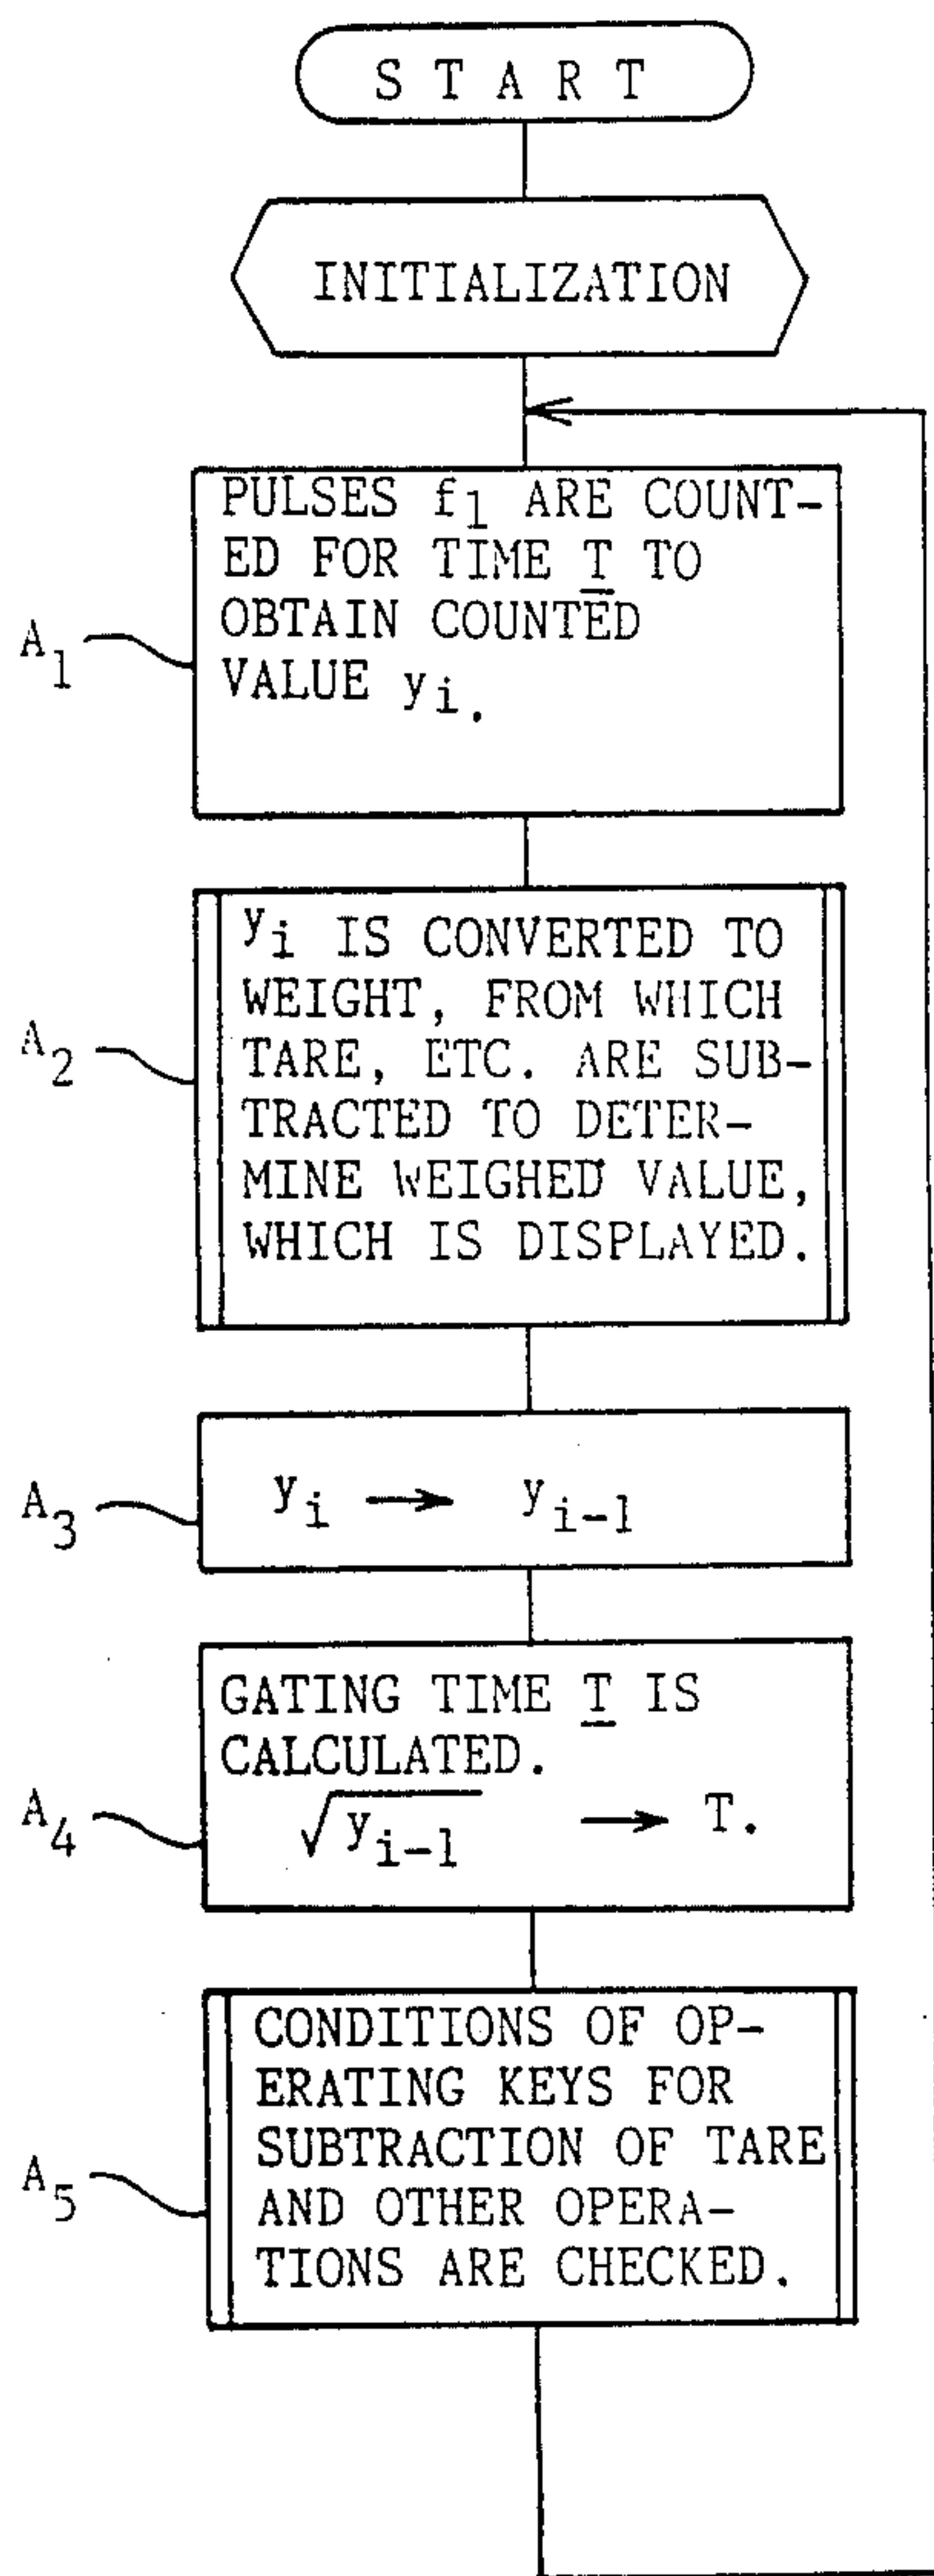 S T A R T
INITIALIZATION
A1
PULSES f1 ARE COUNT-
ED FOR TIME T TO
OBTAIN COUNTED
VALUE yi.
A2
yi IS CONVERTED TO
WEIGHT, FROM WHICH
TARE, ETC. ARE SUB-
TRACTED TO DETER-
MINE WEIGHED VALUE,
WHICH IS DISPLAYED.
A3
yi → yi-1
A4
GATING TIME T IS
CALCULATED.
√yi-1 → T.
A5
CONDITIONS OF OP-
ERATING KEYS FOR
SUBTRACTION OF TARE
AND OTHER OPERA-
TIONS ARE CHECKED.